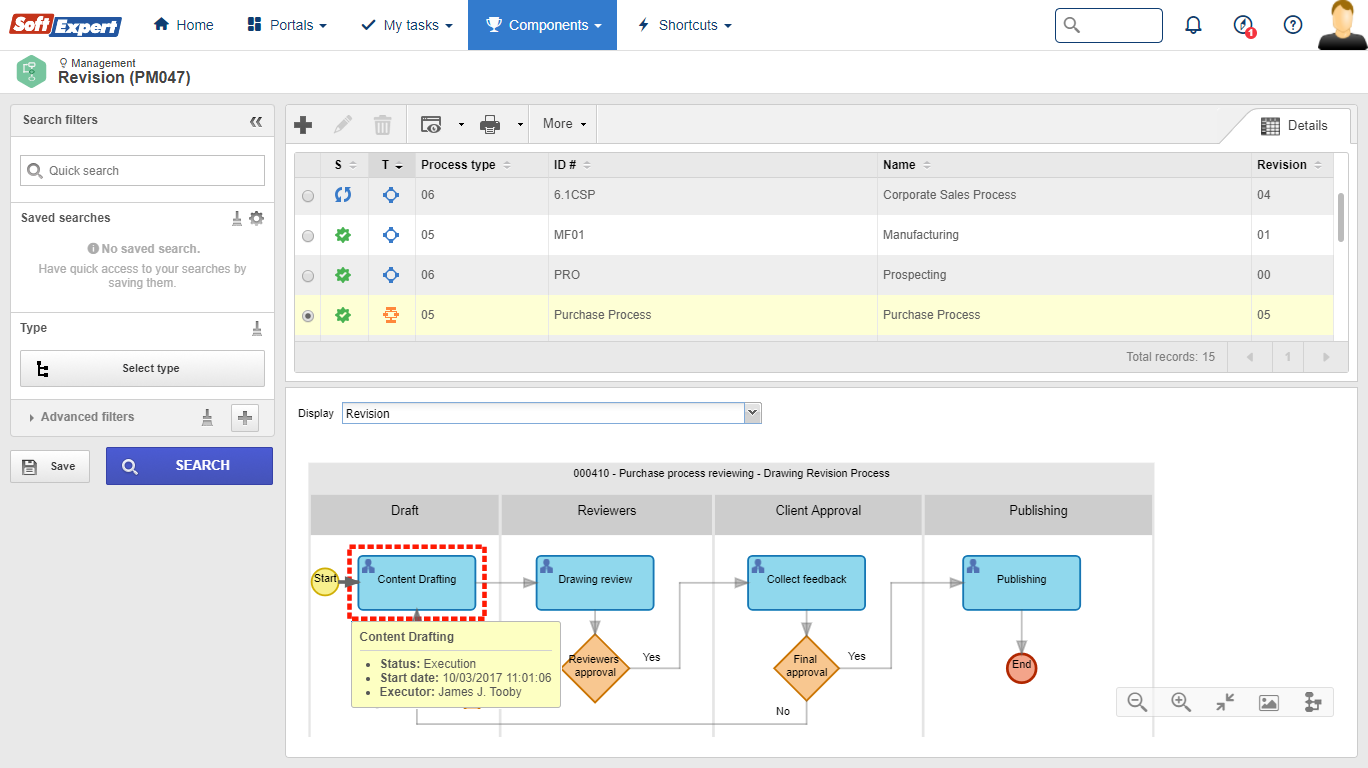 SoftExpert
Home
Portals
My tasks
Components
Shortcuts
1
Management
Revision (PM047)
Search filters
Quick search
Saved searches
No saved search.
Have quick access to your searches by
saving them.
Type
Select type
Advanced filters
Save
SEARCH
More
Details
S T Process type ID # Name Revision
06 6.1CSP Corporate Sales Process 04
05 MF01 Manufacturing 01
06 PRO Prospecting 00
05 Purchase Process Purchase Process 05
Total records: 15
1
Display Revision
000410 - Purchase process reviewing - Drawing Revision Process
Draft Reviewers Client Approval Publishing
Start
Content Drafting
Drawing review
Collect feedback
Publishing
Content Drafting
Status: Execution
Start date: 10/03/2017 11:01:06
Executor: James J. Tooby
Reviewers
approval
Yes
Final
approval
Yes
End
No